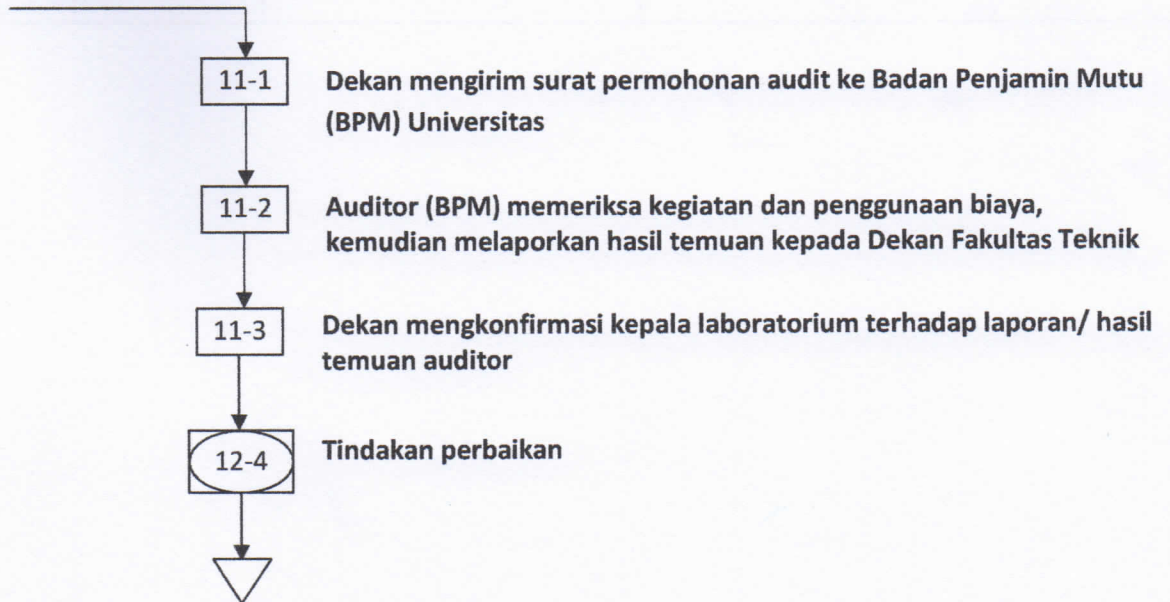 11-1 Dekan mengirim surat permohonan audit ke Badan Penjamin Mutu
(BPM) Universitas
11-2 Auditor (BPM) memeriksa kegiatan dan penggunaan biaya,
kemudian melaporkan hasil temuan kepada Dekan Fakultas Teknik
11-3 Dekan mengkonfirmasi kepala laboratorium terhadap laporan/ hasil
temuan auditor
12-4 Tindakan perbaikan